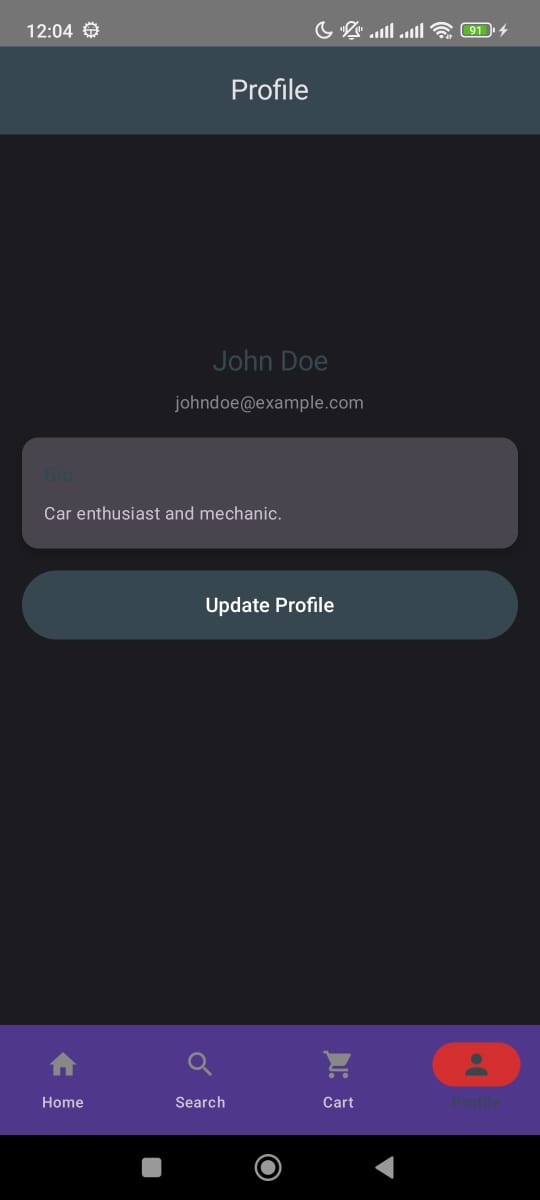 12:04
91
Profile
John Doe
johndoe@example.com
Bio
Car enthusiast and mechanic.
Update Profile
Home
Search
Cart
Profile